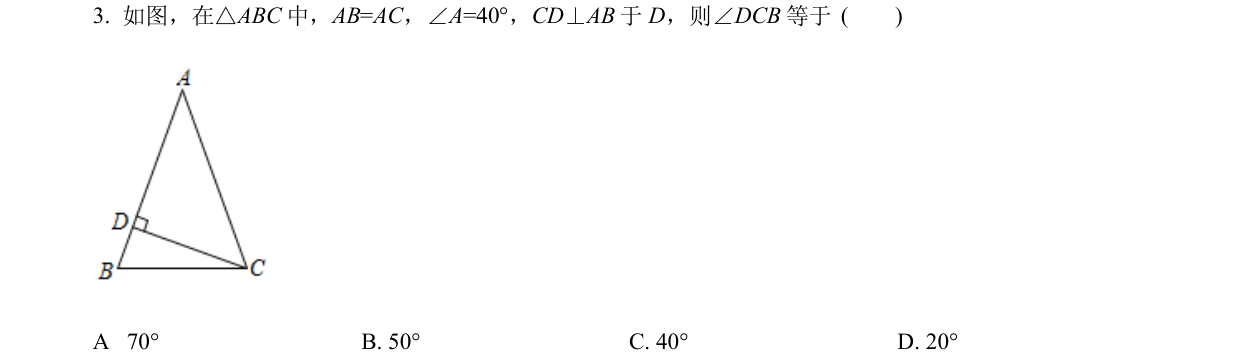 3. 如图，在△ABC 中，AB=AC，∠A=40°，CD⊥AB 于 D，则∠DCB 等于 (　　)
A
D
B
C
A 70°　B. 50°　C. 40°　D. 20°